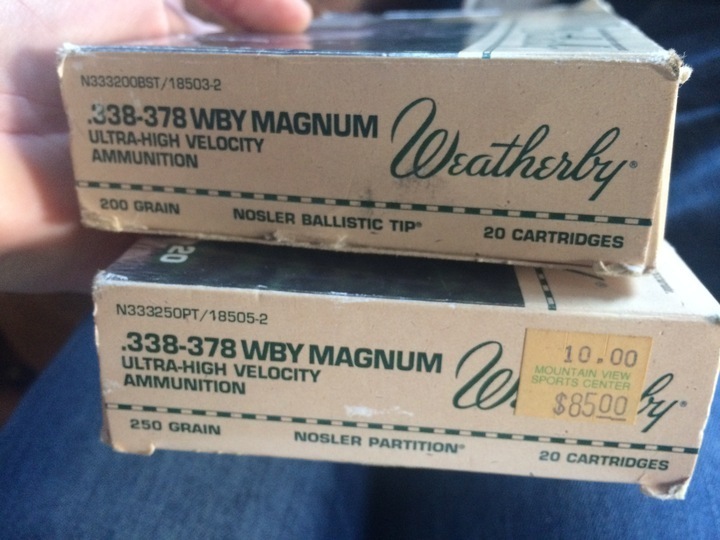 N333200BST/18503-2
.338-378 WBY MAGNUM
ULTRA-HIGH VELOCITY
AMMUNITION
Weatherby®
200 GRAIN
NOSLER BALLISTIC TIP®
20 CARTRIDGES
20
N333250PT/18505-2
.338-378 WBY MAGNUM
ULTRA-HIGH VELOCITY
AMMUNITION
10.00
MOUNTAIN VIEW
SPORTS CENTER
$8500
250 GRAIN
NOSLER PARTITION®
20 CARTRIDGES